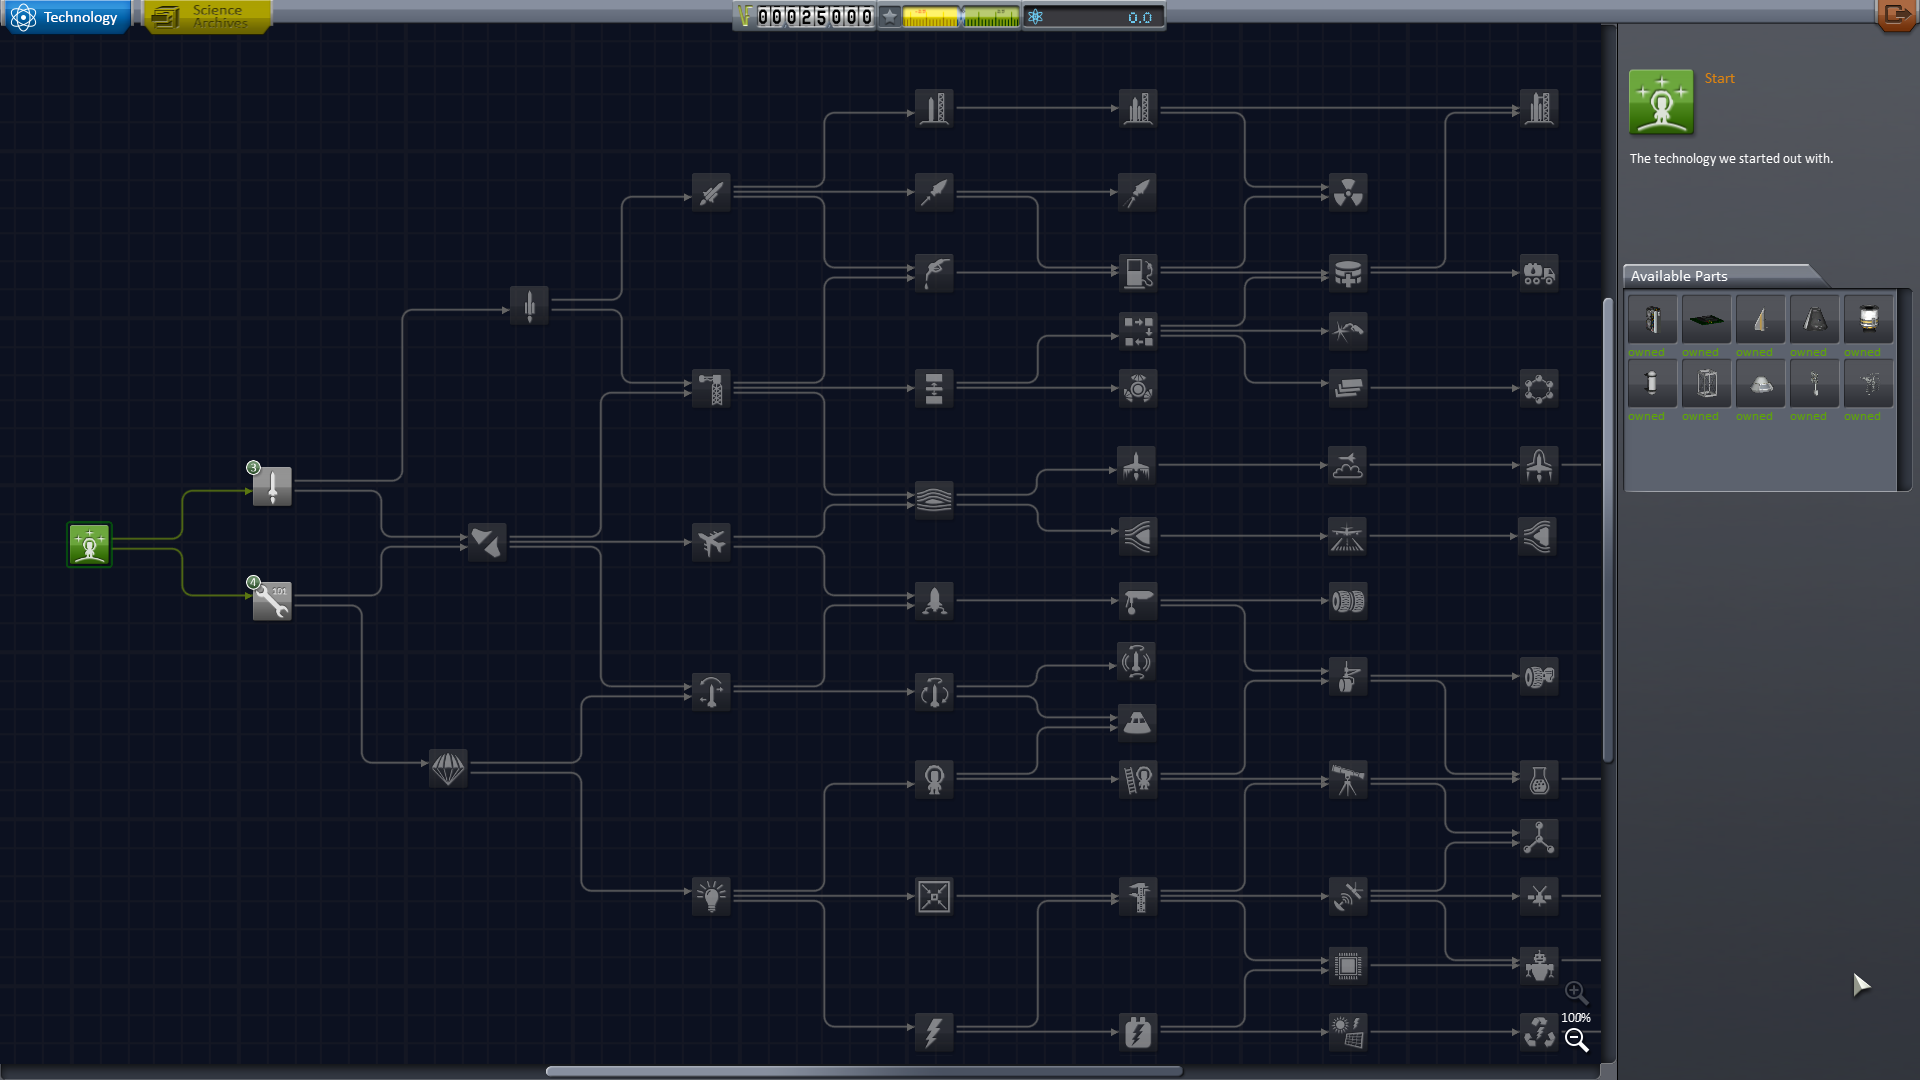 Technology
Science
Archives
00025000
0.0
Start
The technology we started out with.
Available Parts
owned owned owned owned owned
owned owned owned owned owned
3
4
101
100%